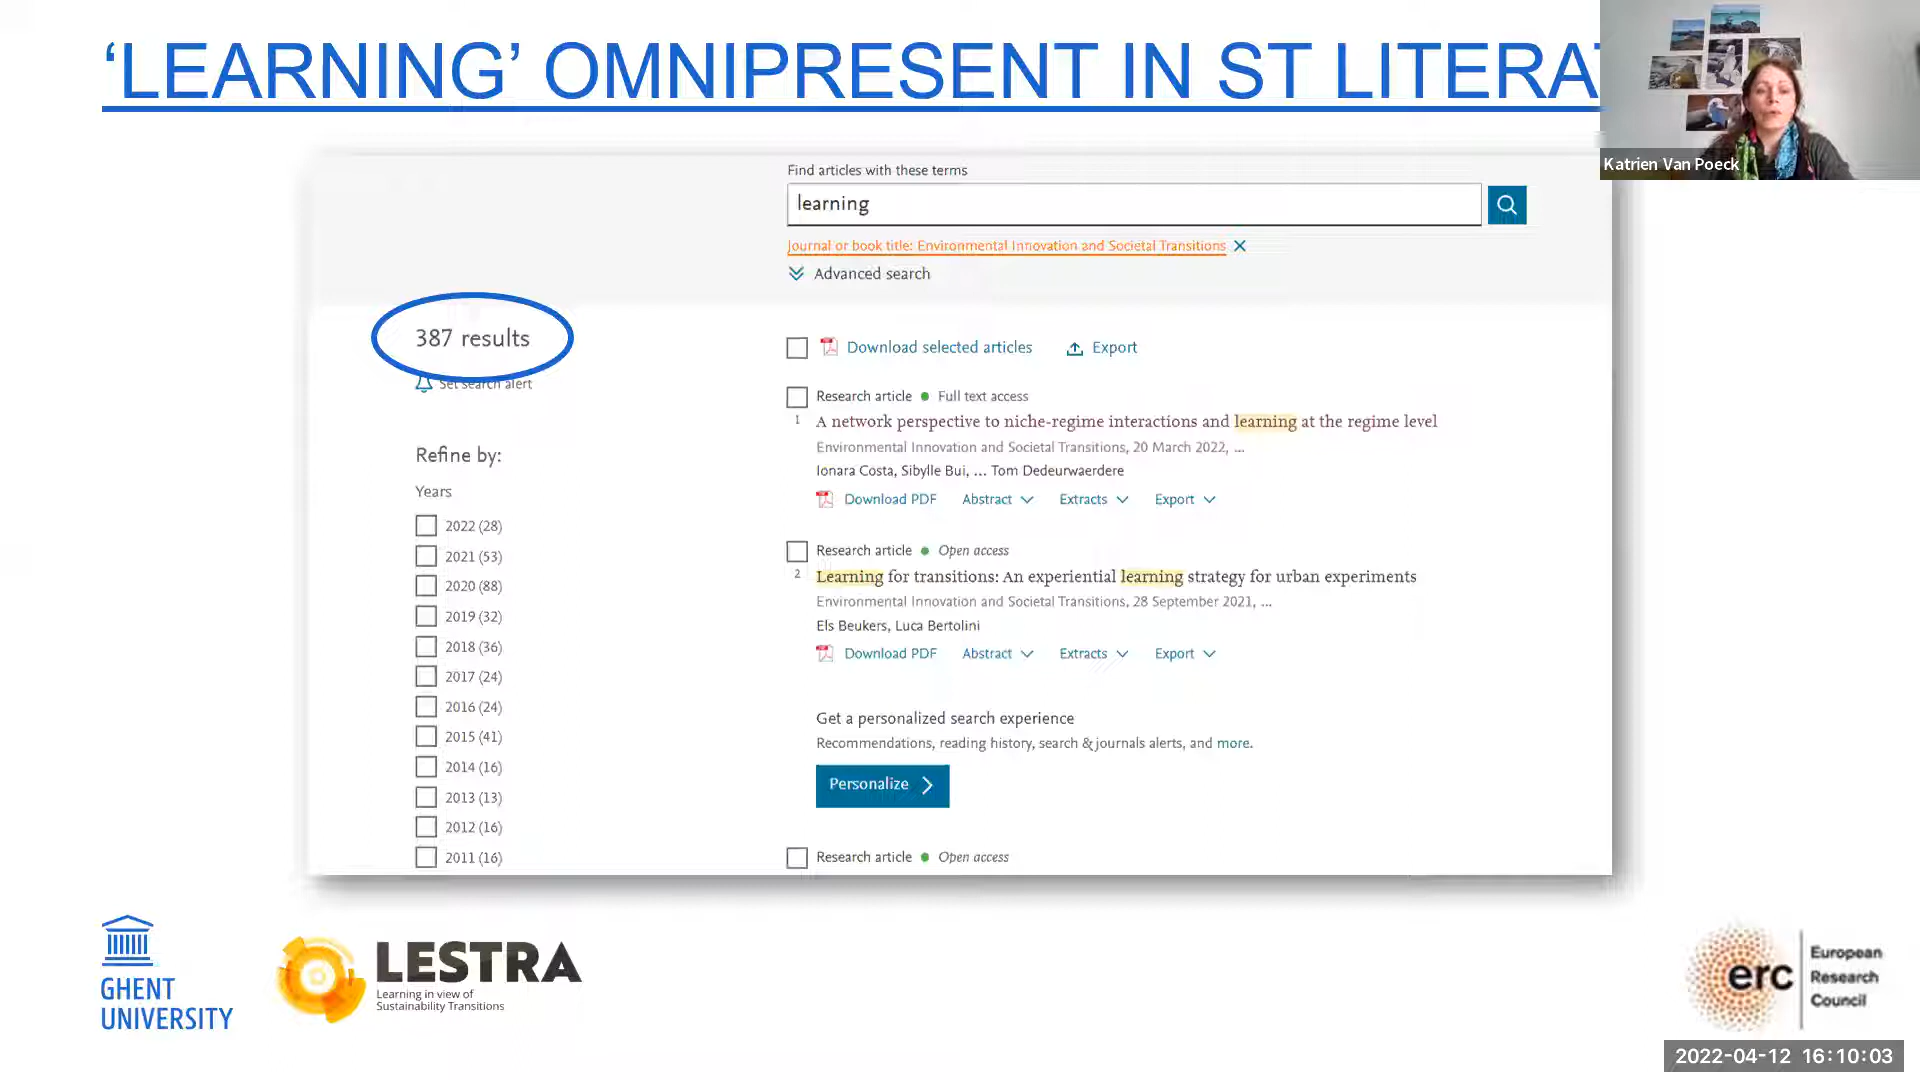 ‘LEARNING’ OMNIPRESENT IN ST LITERA
Katrien Van Poeck
Find articles with these terms
learning
Journal or book title: Environmental Innovation and Societal Transitions
Advanced search
387 results
Set search alert
Download selected articles Export
Refine by:
Years
2022 (28)
2021 (53)
2020 (88)
2019 (32)
2018 (36)
2017 (24)
2016 (24)
2015 (41)
2014 (16)
2013 (13)
2012 (16)
2011 (16)
Research article Full text access
1 A network perspective to niche-regime interactions and learning at the regime level
Environmental Innovation and Societal Transitions, 20 March 2022, ...
Ionara Costa, Sibylle Bui, ... Tom Dedeurwaerdere
Download PDF Abstract Extracts Export
Research article Open access
2 Learning for transitions: An experiential learning strategy for urban experiments
Environmental Innovation and Societal Transitions, 28 September 2021, ...
Els Beukers, Luca Bertolini
Download PDF Abstract Extracts Export
Get a personalized search experience
Recommendations, reading history, search & journals alerts, and more.
Personalize
Research article Open access
GHENT
UNIVERSITY
LESTRA
Learning in view of
Sustainability Transitions
erc
European
Research
Council
2022-04-12 16:10:03